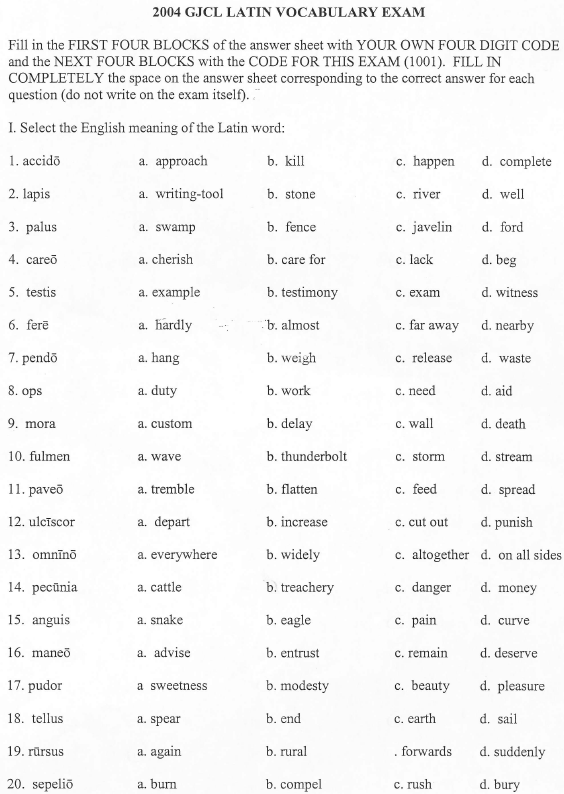 2004 GJCL LATIN VOCABULARY EXAM
Fill in the FIRST FOUR BLOCKS of the answer sheet with YOUR OWN FOUR DIGIT CODE
and the NEXT FOUR BLOCKS with the CODE FOR THIS EXAM (1001). FILL IN
COMPLETELY the space on the answer sheet corresponding to the correct answer for each
question (do not write on the exam itself).
I. Select the English meaning of the Latin word:
1. accidō a. approach b. kill c. happen d. complete
2. lapis a. writing-tool b. stone c. river d. well
3. palus a. swamp b. fence c. javelin d. ford
4. careō a. cherish b. care for c. lack d. beg
5. testis a. example b. testimony c. exam d. witness
6. ferē a. hardly b. almost c. far away d. nearby
7. pendō a. hang b. weigh c. release d. waste
8. ops a. duty b. work c. need d. aid
9. mora a. custom b. delay c. wall d. death
10. fulmen a. wave b. thunderbolt c. storm d. stream
11. paveō a. tremble b. flatten c. feed d. spread
12. ulcīscor a. depart b. increase c. cut out d. punish
13. omnīnō a. everywhere b. widely c. altogether d. on all sides
14. pecūnia a. cattle b. treachery c. danger d. money
15. anguis a. snake b. eagle c. pain d. curve
16. maneō a. advise b. entrust c. remain d. deserve
17. pudor a sweetness b. modesty c. beauty d. pleasure
18. tellus a. spear b. end c. earth d. sail
19. rūrsus a. again b. rural . forwards d. suddenly
20. sepeliō a. burn b. compel c. rush d. bury